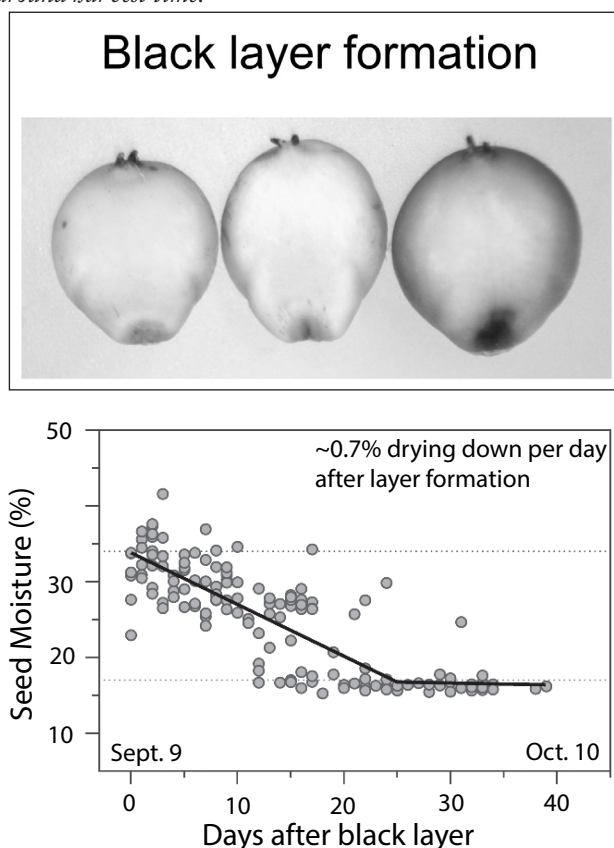 Black layer formation
~0.7% drying down per day
after layer formation
50
30
20
10
Seed Moisture (%)
Sept. 9
Oct. 10
0
10
20
30
40
Days after black layer